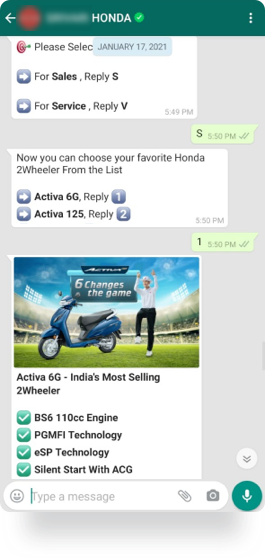 HONDA
Please Selec
JANUARY 17, 2021
For Sales , Reply S
For Service , Reply V
5:49 PM
S 5:50 PM
Now you can choose your favorite Honda
2Wheeler From the List
Activa 6G, Reply 1
Activa 125, Reply 2
5:50 PM
1 5:50 PM
ACTIVA
6 Changes
the game
Activa 6G - India's Most Selling
2Wheeler
BS6 110cc Engine
PGMFI Technology
eSP Technology
Silent Start With ACG
Type a message